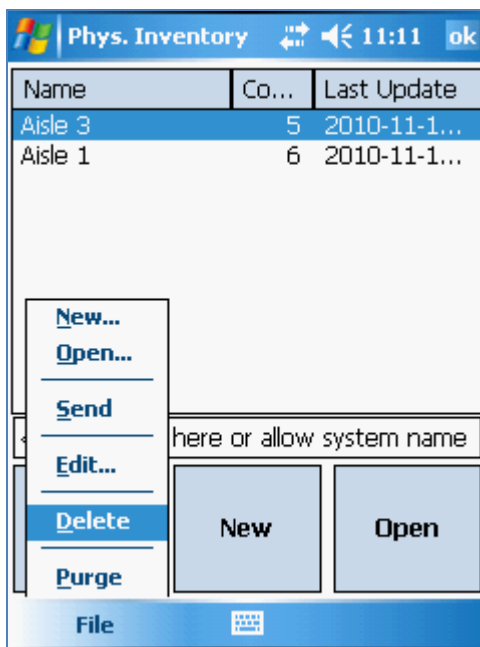 Phys. Inventory 11:11 ok
Name Co... Last Update
Aisle 3 5 2010-11-1...
Aisle 1 6 2010-11-1...
New...
Open...
Send
here or allow system name
Edit...
Delete
New Open
Purge
File